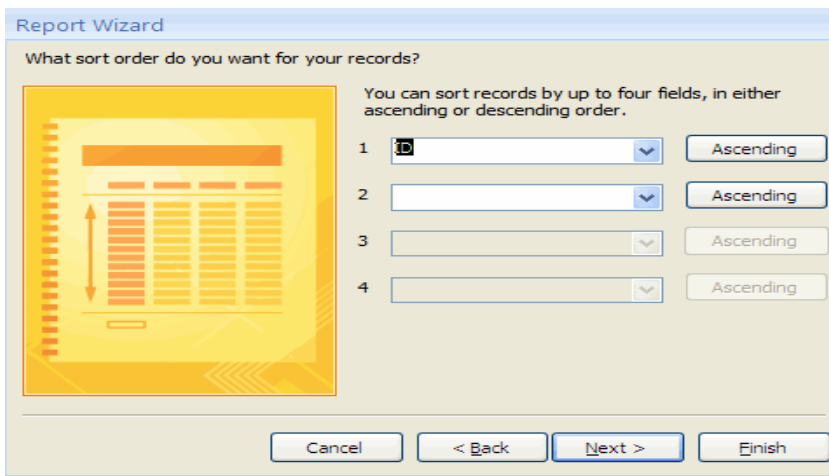 Report Wizard
What sort order do you want for your records?
You can sort records by up to four fields, in either
ascending or descending order.
1 ID Ascending
2 Ascending
3 Ascending
4 Ascending
Cancel < Back Next > Finish